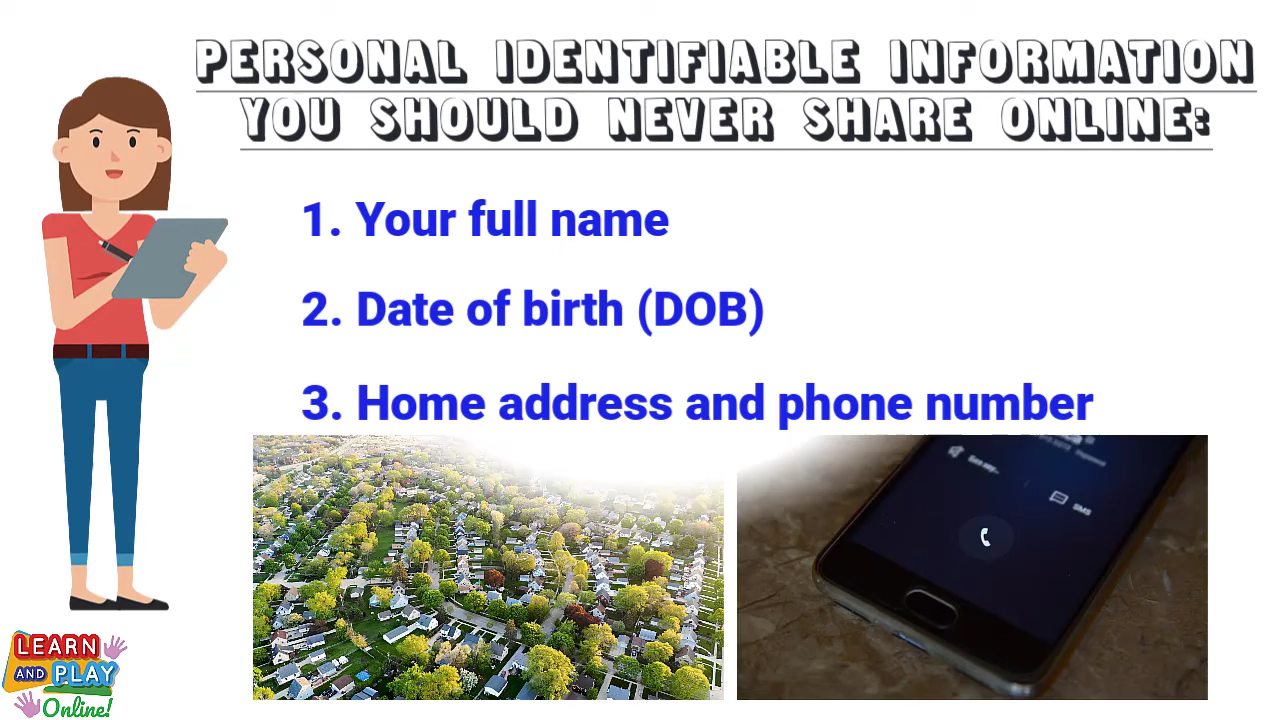 PERSONAL IDENTIFIABLE INFORMATION
YOU SHOULD NEVER SHARE ONLINE:
1. Your full name
2. Date of birth (DOB)
3. Home address and phone number
SMS
LEARN
AND PLAY
Online!